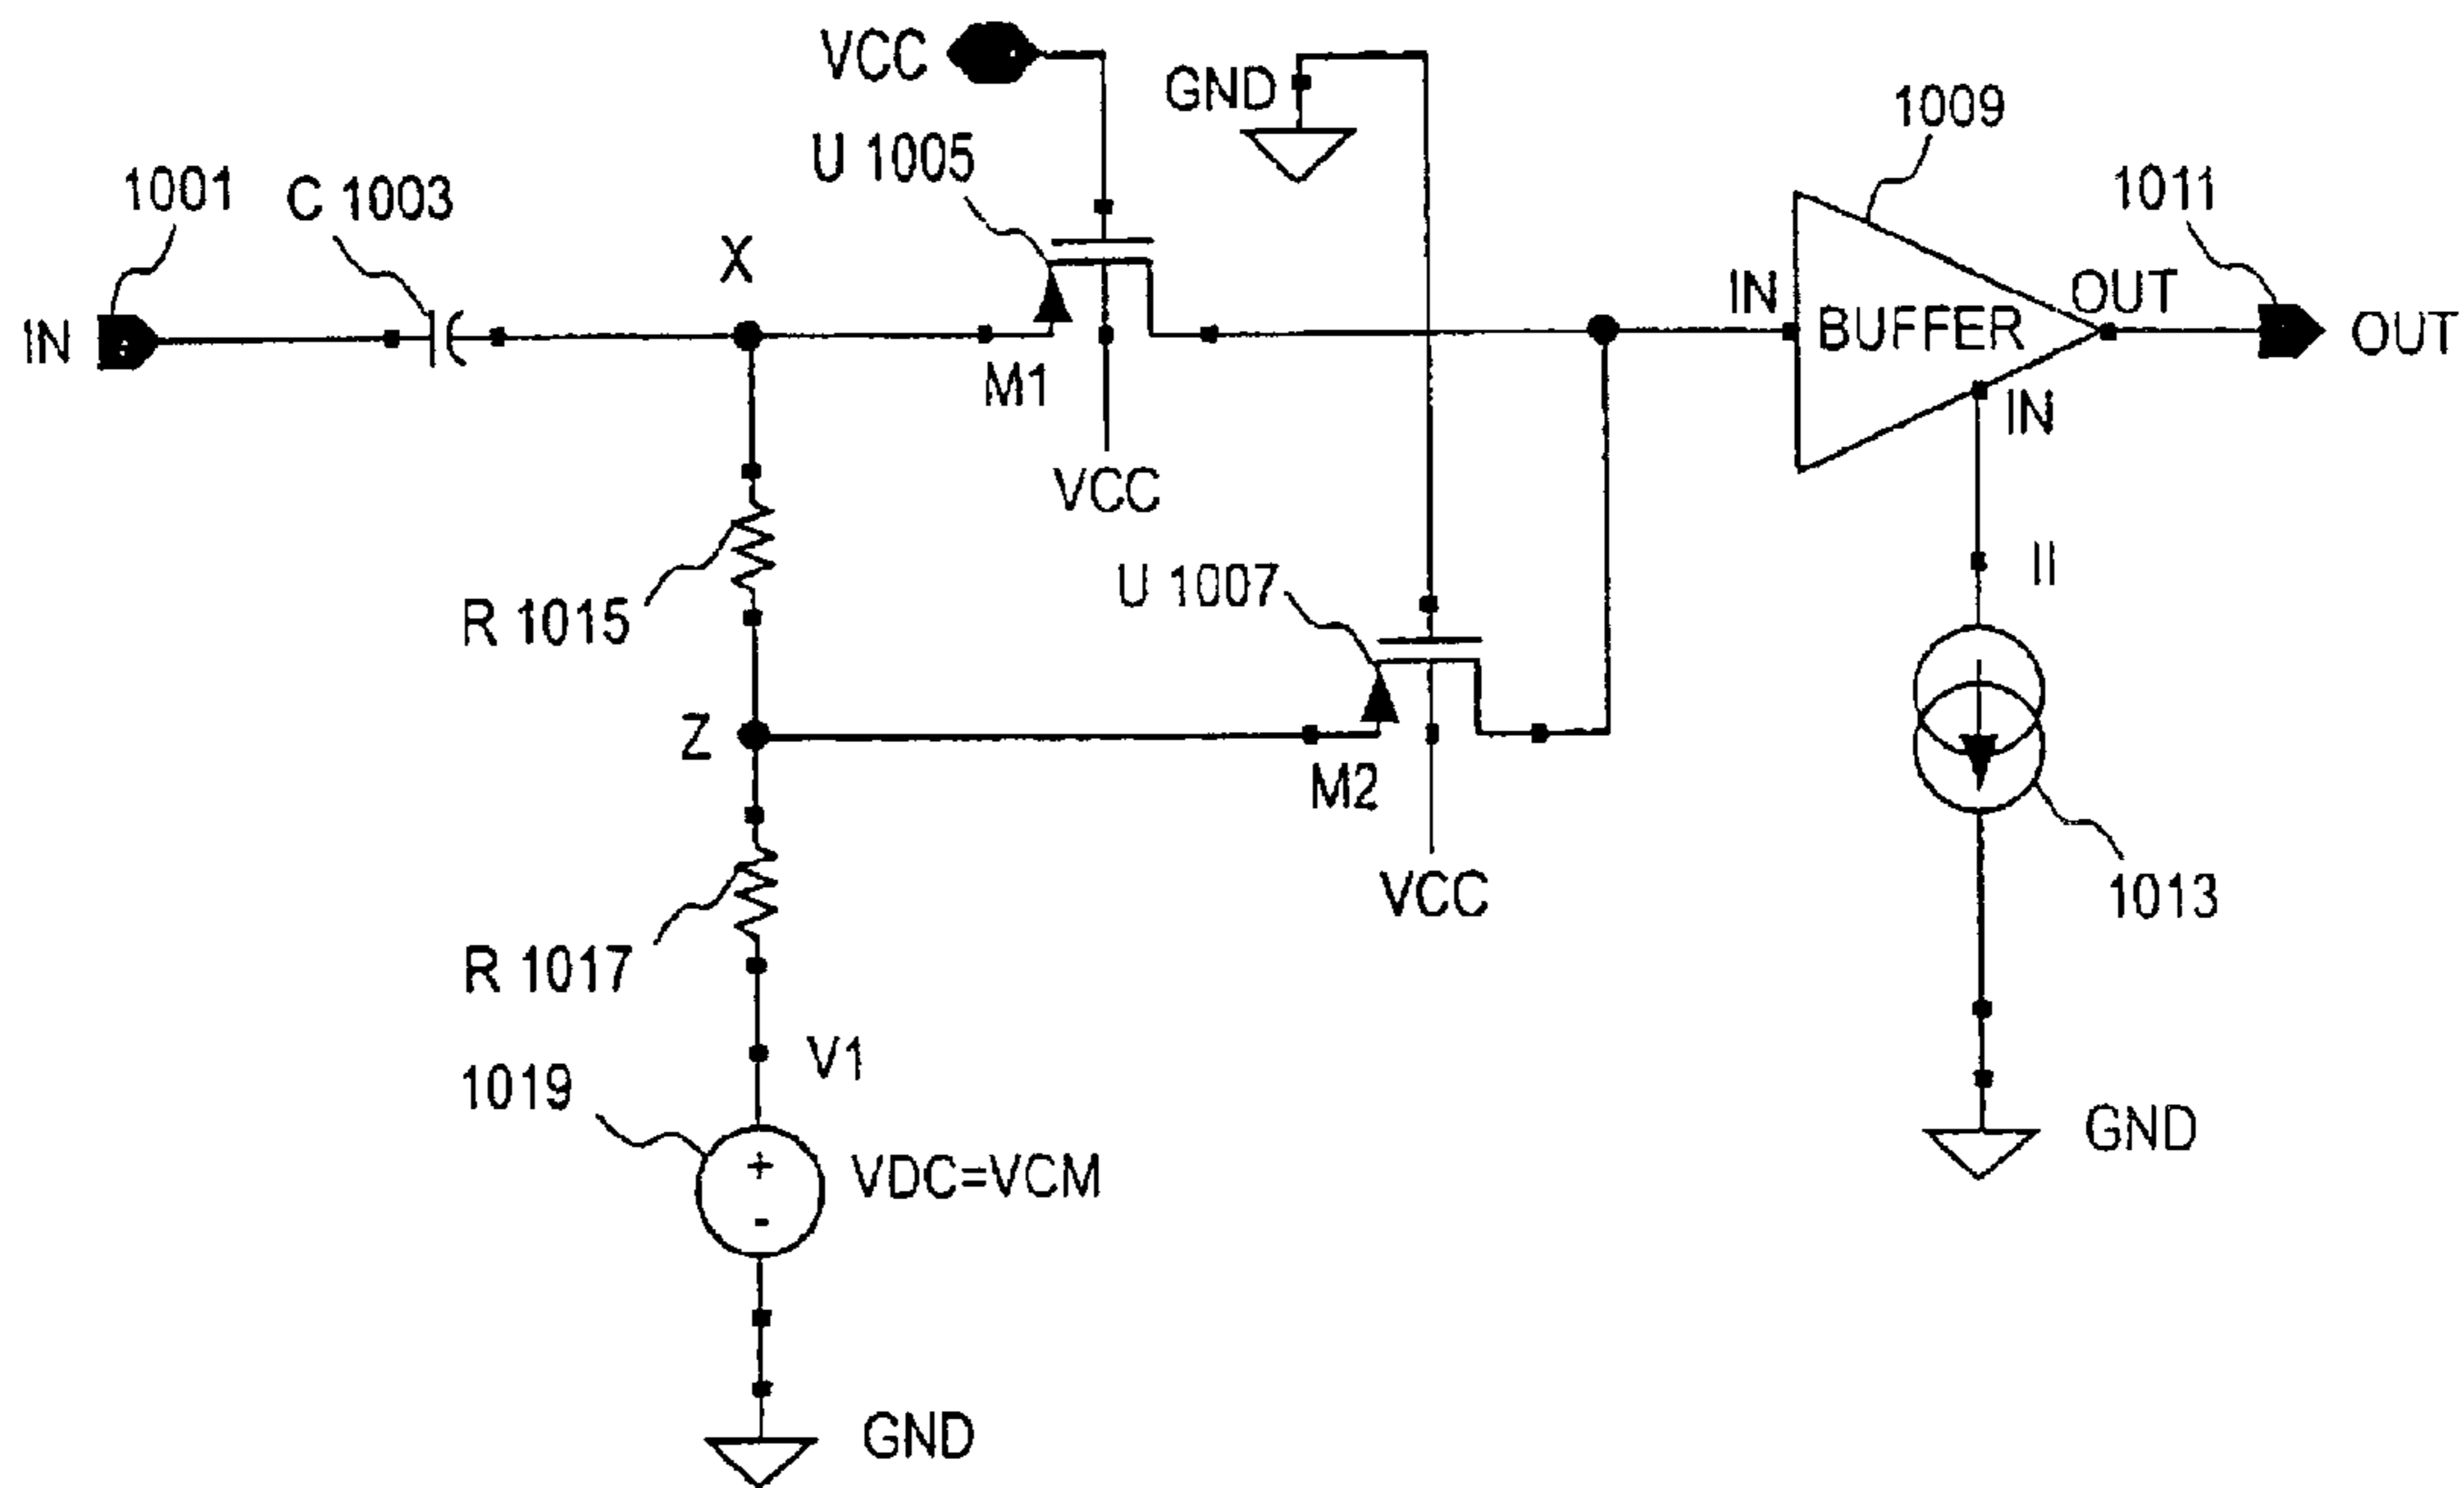 VCC
GND
1009
U 1005
1001
C 1003
1011
X
IN
OUT
IN
BUFFER
OUT
M1
IN
VCC
II
U 1007
R 1015
Z
M2
VCC
1013
R 1017
V1
1019
GND
VDC=VCM
+
-
GND